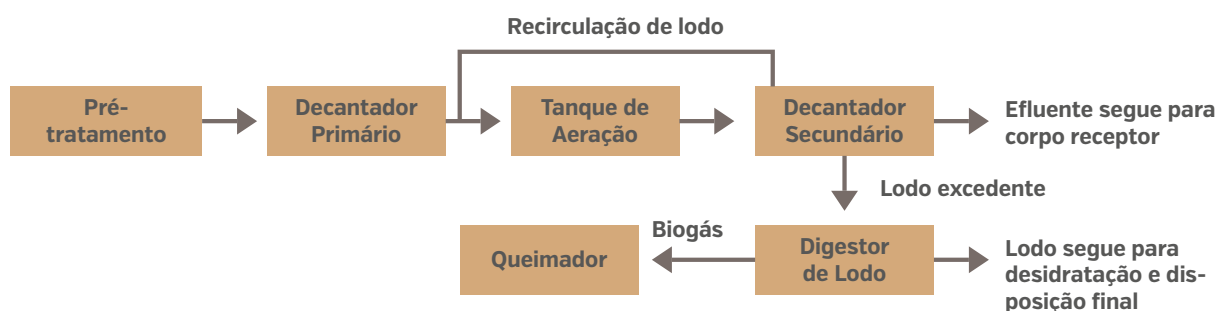 Recirculação de lodo
Pré-
tratamento
Decantador
Primário
Tanque de
Aeração
Decantador
Secundário
Efluente segue para
corpo receptor
Lodo excedente
Biogás
Queimador
Digestor
de Lodo
Lodo segue para
desidratação e dis-
posição final